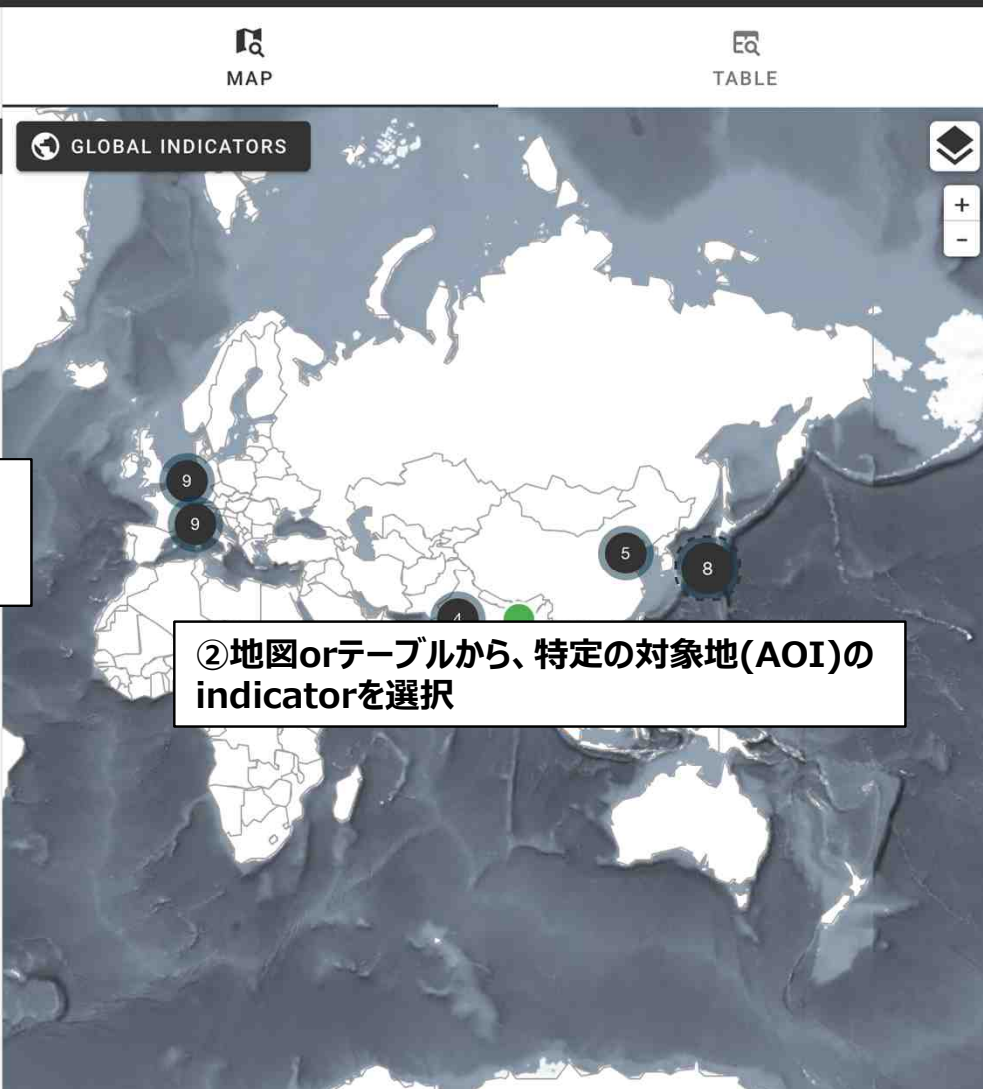 MAP
TABLE
GLOBAL INDICATORS
+
-
9
9
5
8
4
②地図orテーブルから、特定の対象地(AOI)の
indicatorを選択